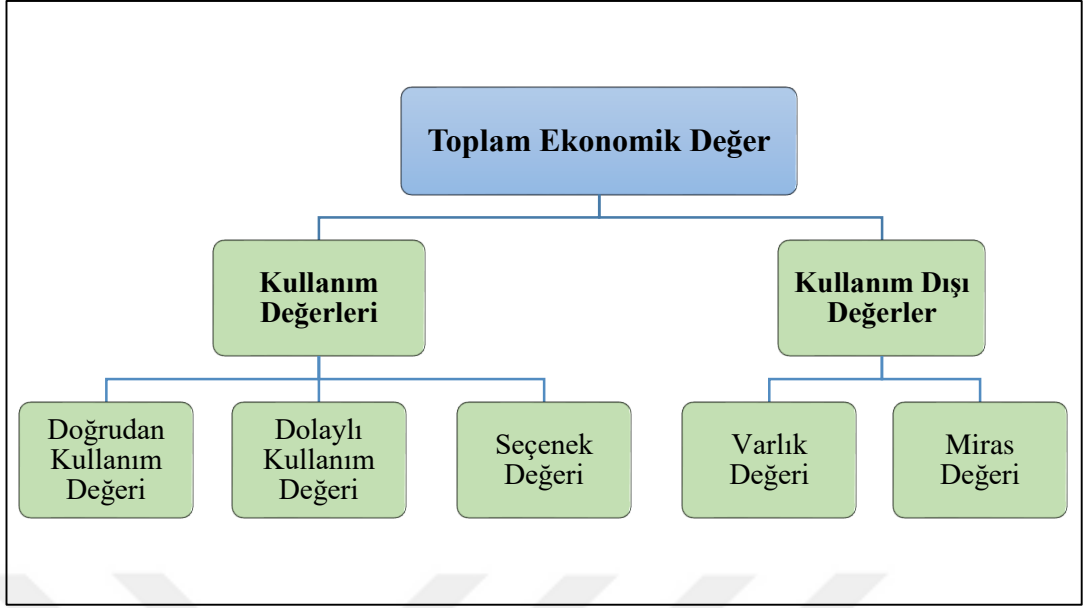 Toplam Ekonomik Değer
Kullanım
Değerleri
Kullanım Dışı
Değerler
Doğrudan
Kullanım
Değeri
Dolaylı
Kullanım
Değeri
Seçenek
Değeri
Varlık
Değeri
Miras
Değeri